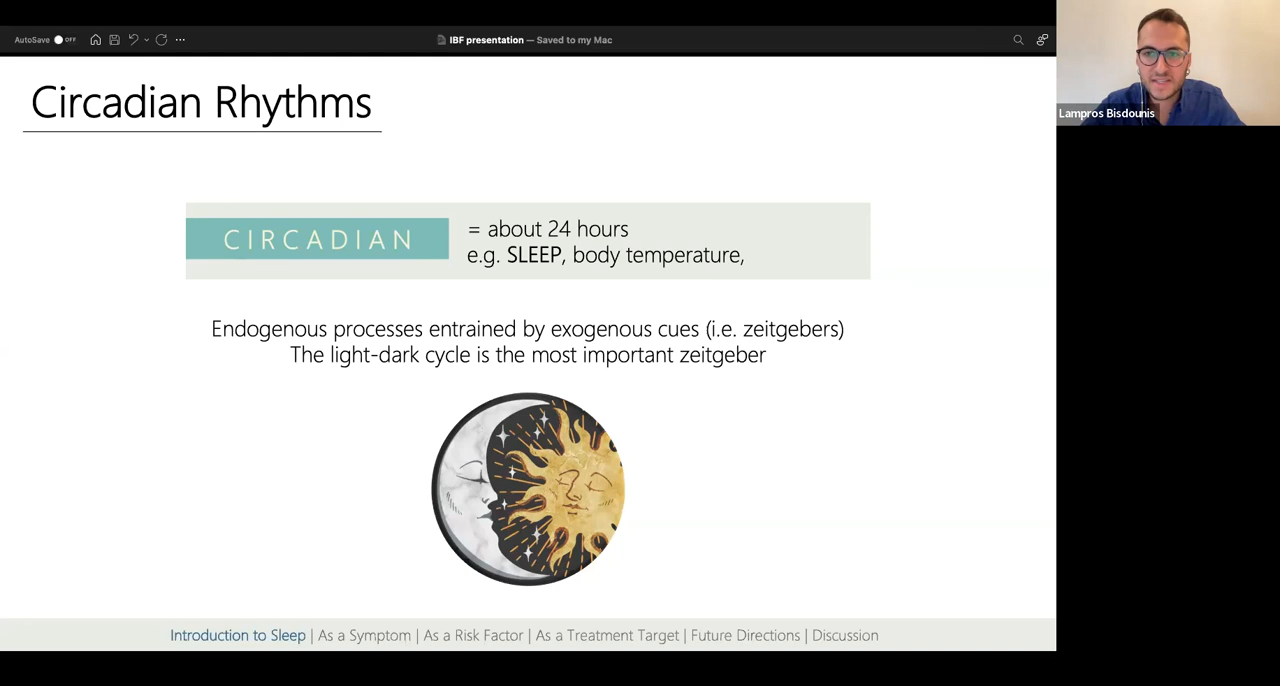 AutoSave OFF
IBF presentation — Saved to my Mac
Circadian Rhythms
CIRCADIAN
= about 24 hours
e.g. SLEEP, body temperature,
Endogenous processes entrained by exogenous cues (i.e. zeitgebers)
The light-dark cycle is the most important zeitgeber
Introduction to Sleep | As a Symptom | As a Risk Factor | As a Treatment Target | Future Directions | Discussion
Lampros Bisdounis